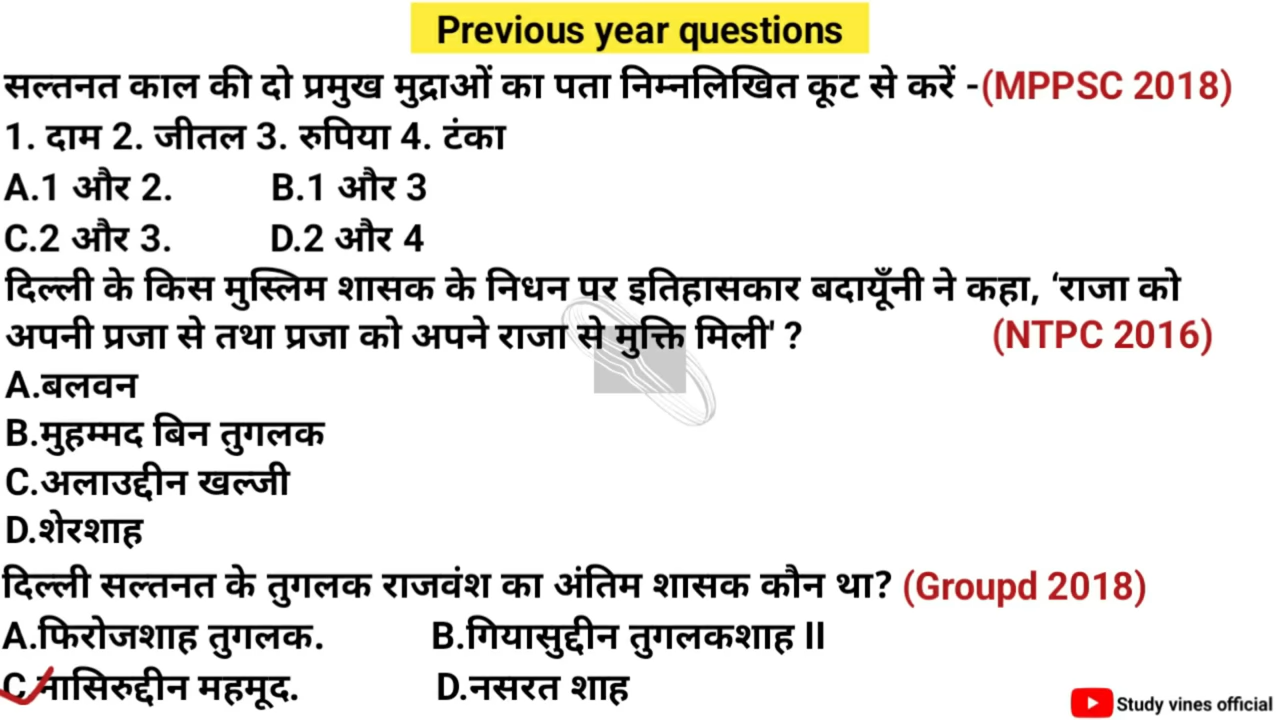 Previous year questions
सल्तनत काल की दो प्रमुख मुद्राओं का पता निम्नलिखित कूट से करें -(MPPSC 2018)
1. दाम 2. जीतल 3. रुपिया 4. टंका
A.1 और 2. B.1 और 3
C.2 और 3. D.2 और 4
दिल्ली के किस मुस्लिम शासक के निधन पर इतिहासकार बदायूँनी ने कहा, ‘राजा को
अपनी प्रजा से तथा प्रजा को अपने राजा से मुक्ति मिली' ? (NTPC 2016)
A.बलवन
B.मुहम्मद बिन तुगलक
C.अलाउद्दीन खल्जी
D.शेरशाह
दिल्ली सल्तनत के तुगलक राजवंश का अंतिम शासक कौन था? (Groupd 2018)
A.फिरोजशाह तुगलक. B.गियासुद्दीन तुगलकशाह II
C.नासिरुद्दीन महमूद. D.नसरत शाह
Study vines official